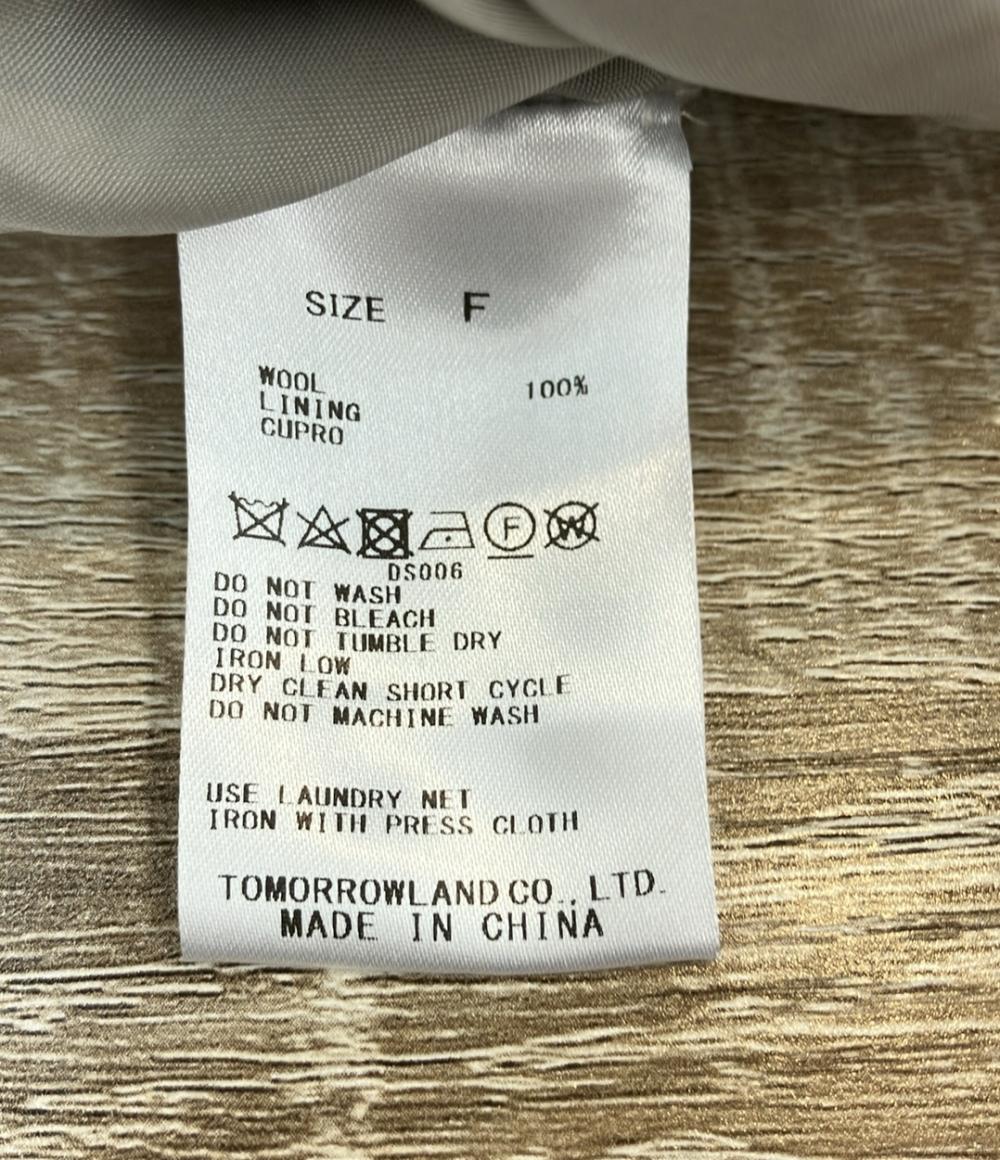 SIZE F
WOOL 100%
LINING
CUPRO
F W
DS006
DO NOT WASH
DO NOT BLEACH
DO NOT TUMBLE DRY
IRON LOW
DRY CLEAN SHORT CYCLE
DO NOT MACHINE WASH
USE LAUNDRY NET
IRON WITH PRESS CLOTH
TOMORROWLAND CO., LTD.
MADE IN CHINA